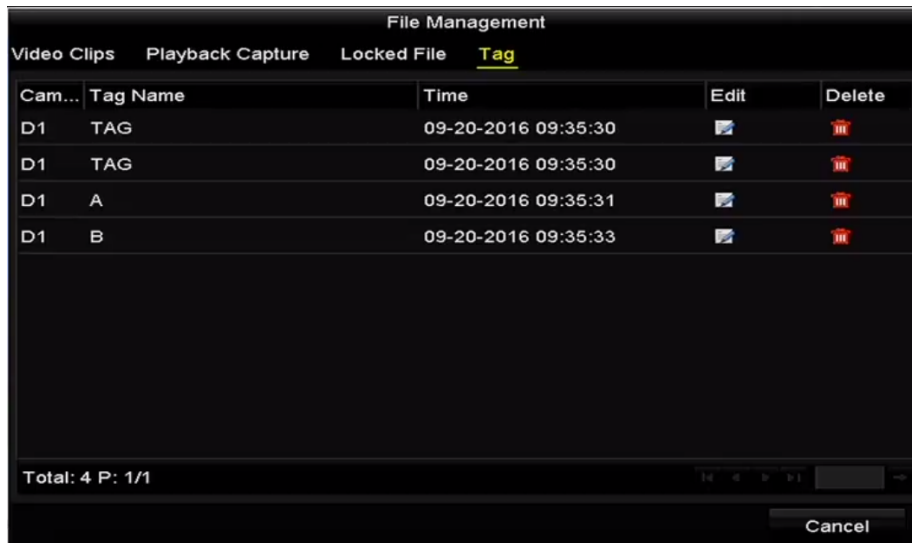 File Management
Video Clips Playback Capture Locked File Tag
Cam... Tag Name Time Edit Delete
D1 TAG 09-20-2016 09:35:30
D1 TAG 09-20-2016 09:35:30
D1 A 09-20-2016 09:35:31
D1 B 09-20-2016 09:35:33
Total: 4 P: 1/1
Cancel